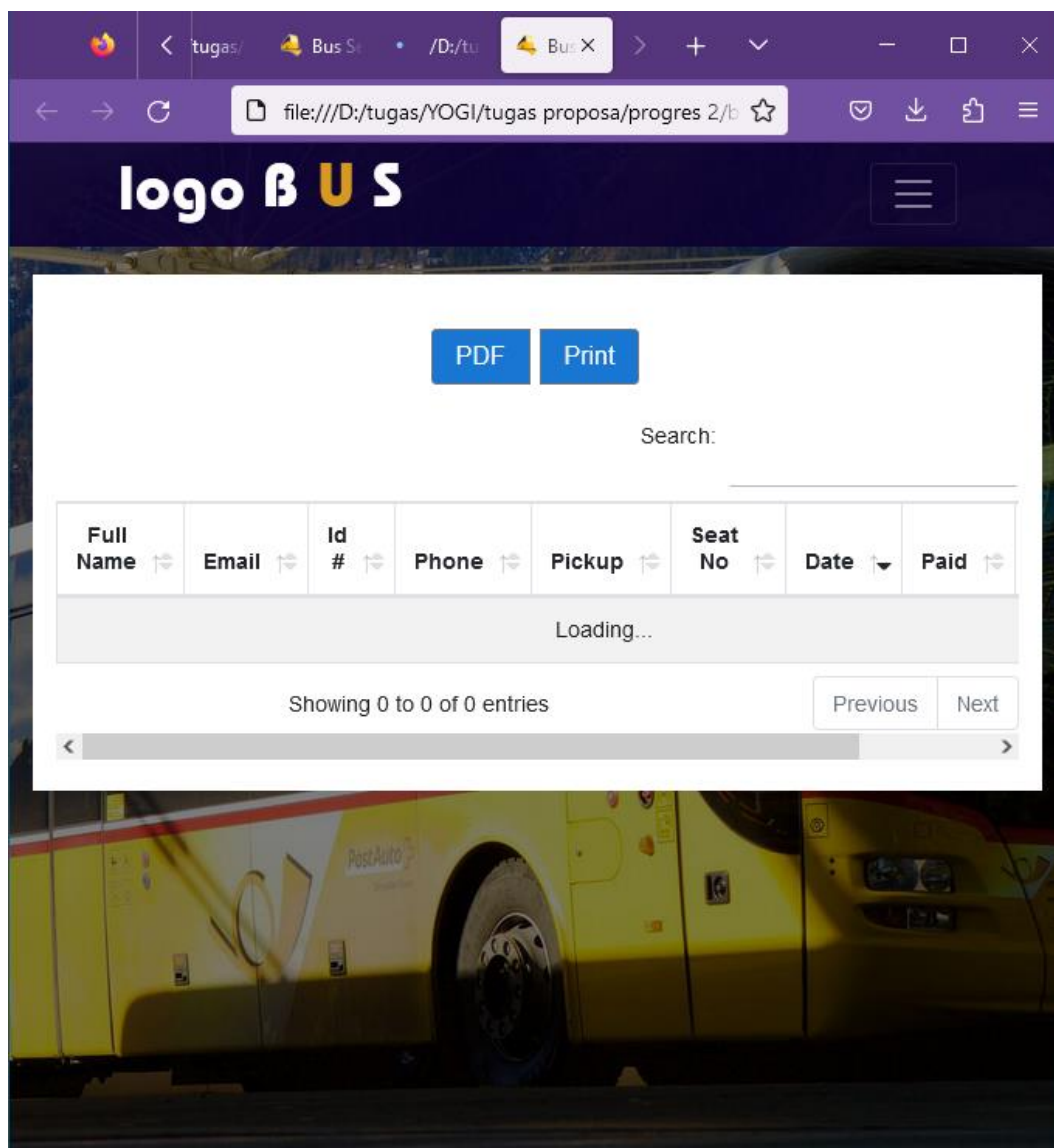 tugas/ Bus Se /D:/tu Bus
file:///D:/tugas/YOGI/tugas proposa/progres 2/b
logo B U S
PDF Print
Search:
Full Name Email Id # Phone Pickup Seat No Date Paid
Loading...
Showing 0 to 0 of 0 entries
Previous Next
PostAuto